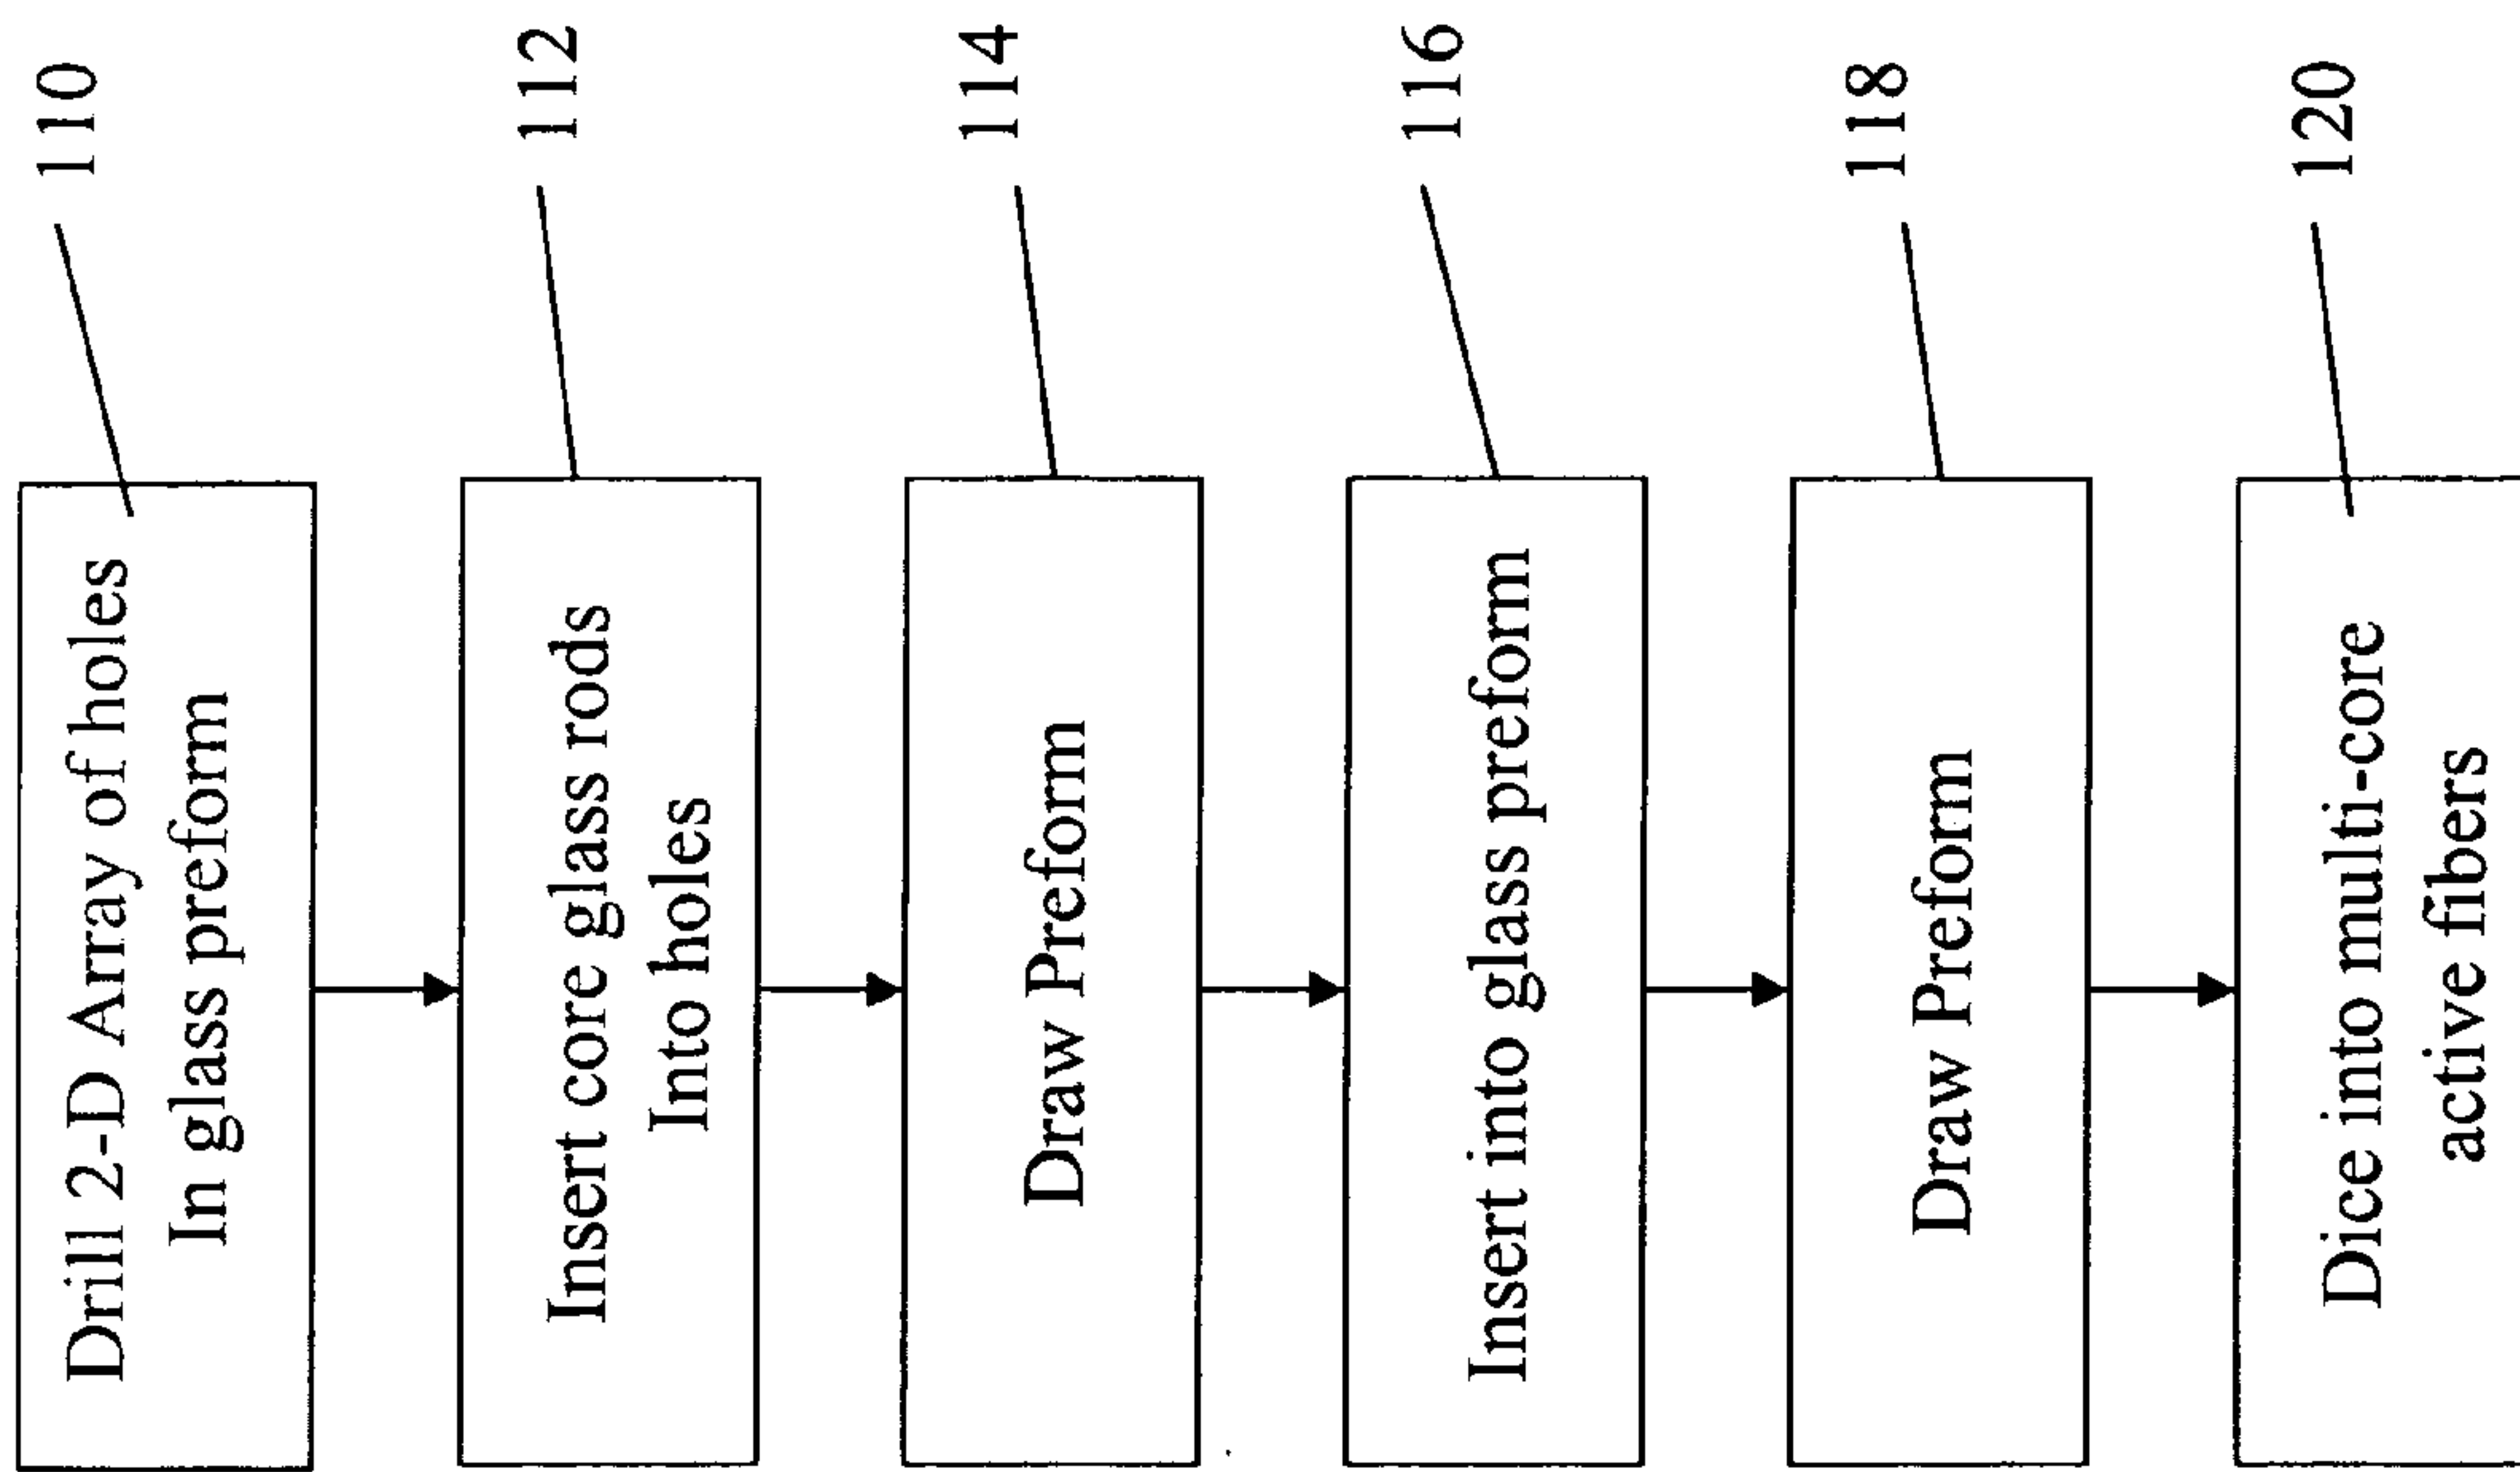 Drill 2-D Array of holes
In glass preform
110
Insert core glass rods
Into holes
112
Draw Preform
114
Insert into glass preform
116
Draw Preform
118
Dice into multi-core
active fibers
120